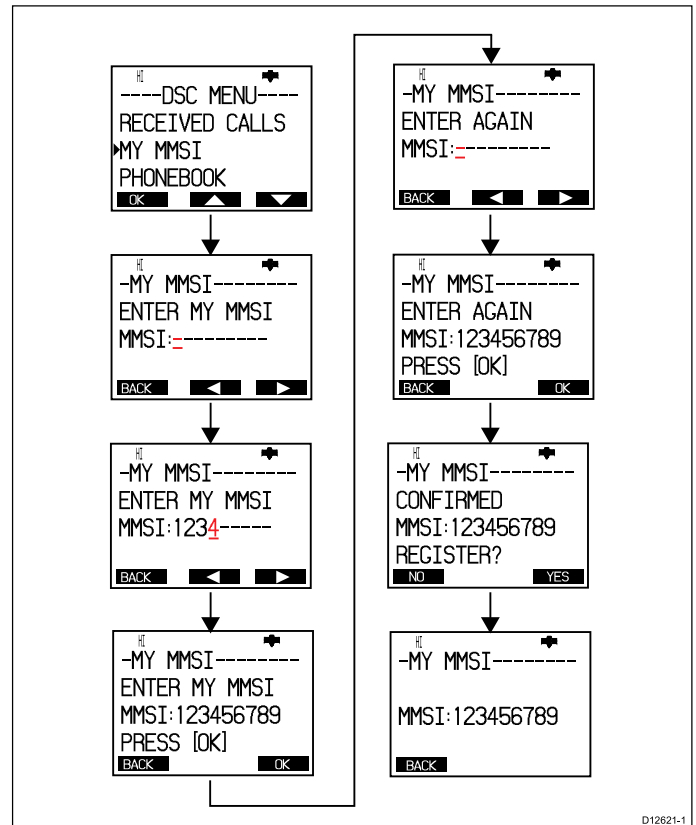 HI
----DSC MENU----
RECEIVED CALLS
MY MMSI
PHONEBOOK
OK
HI
-MY MMSI--------
ENTER MY MMSI
MMSI:---------
BACK
HI
-MY MMSI--------
ENTER MY MMSI
MMSI:1234-----
BACK
HI
-MY MMSI--------
ENTER MY MMSI
MMSI:123456789
PRESS [OK]
BACK OK
HI
-MY MMSI--------
ENTER AGAIN
MMSI:---------
BACK
HI
-MY MMSI--------
ENTER AGAIN
MMSI:123456789
PRESS [OK]
BACK OK
HI
-MY MMSI--------
CONFIRMED
MMSI:123456789
REGISTER?
NO YES
HI
-MY MMSI--------
MMSI:123456789
BACK
D12621-1